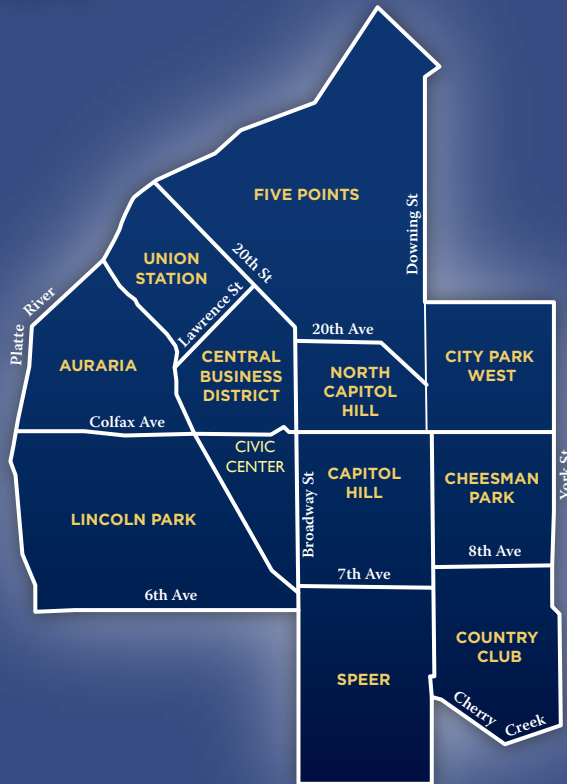 FIVE POINTS
Downing St
UNION
STATION
20th St
Platte River
Lawrence St
20th Ave
AURARIA
CENTRAL
BUSINESS
DISTRICT
NORTH
CAPITOL
HILL
CITY PARK
WEST
Colfax Ave
CIVIC
CENTER
Broadway St
CAPITOL
HILL
CHEESMAN
PARK
York St
LINCOLN PARK
8th Ave
7th Ave
6th Ave
COUNTRY
CLUB
SPEER
Cherry Creek